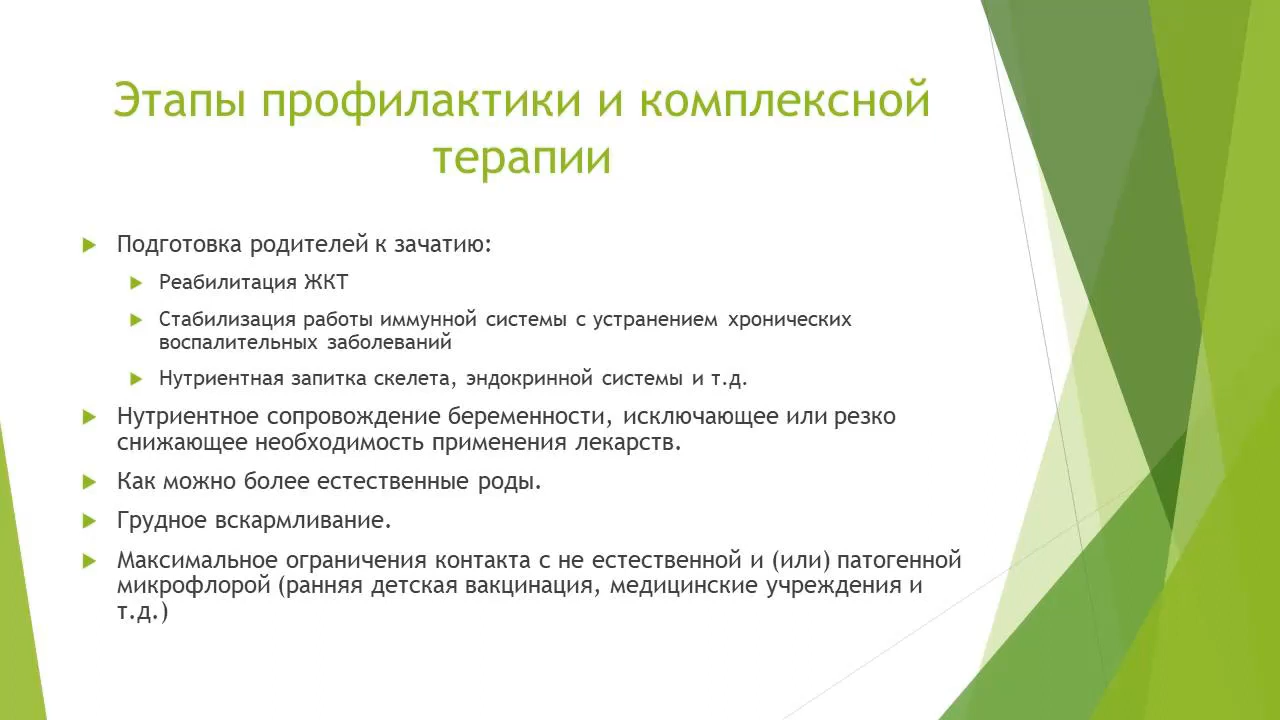 Этапы профилактики и комплексной
терапии
Подготовка родителей к зачатию:
Реабилитация ЖКТ
Стабилизация работы иммунной системы с устранением хронических
воспалительных заболеваний
Нутриентная запитка скелета, эндокринной системы и т.д.
Нутриентное сопровождение беременности, исключающее или резко
снижающее необходимость применения лекарств.
Как можно более естественные роды.
Грудное вскармливание.
Максимальное ограничения контакта с не естественной и (или) патогенной
микрофлорой (ранняя детская вакцинация, медицинские учреждения и
т.д.)